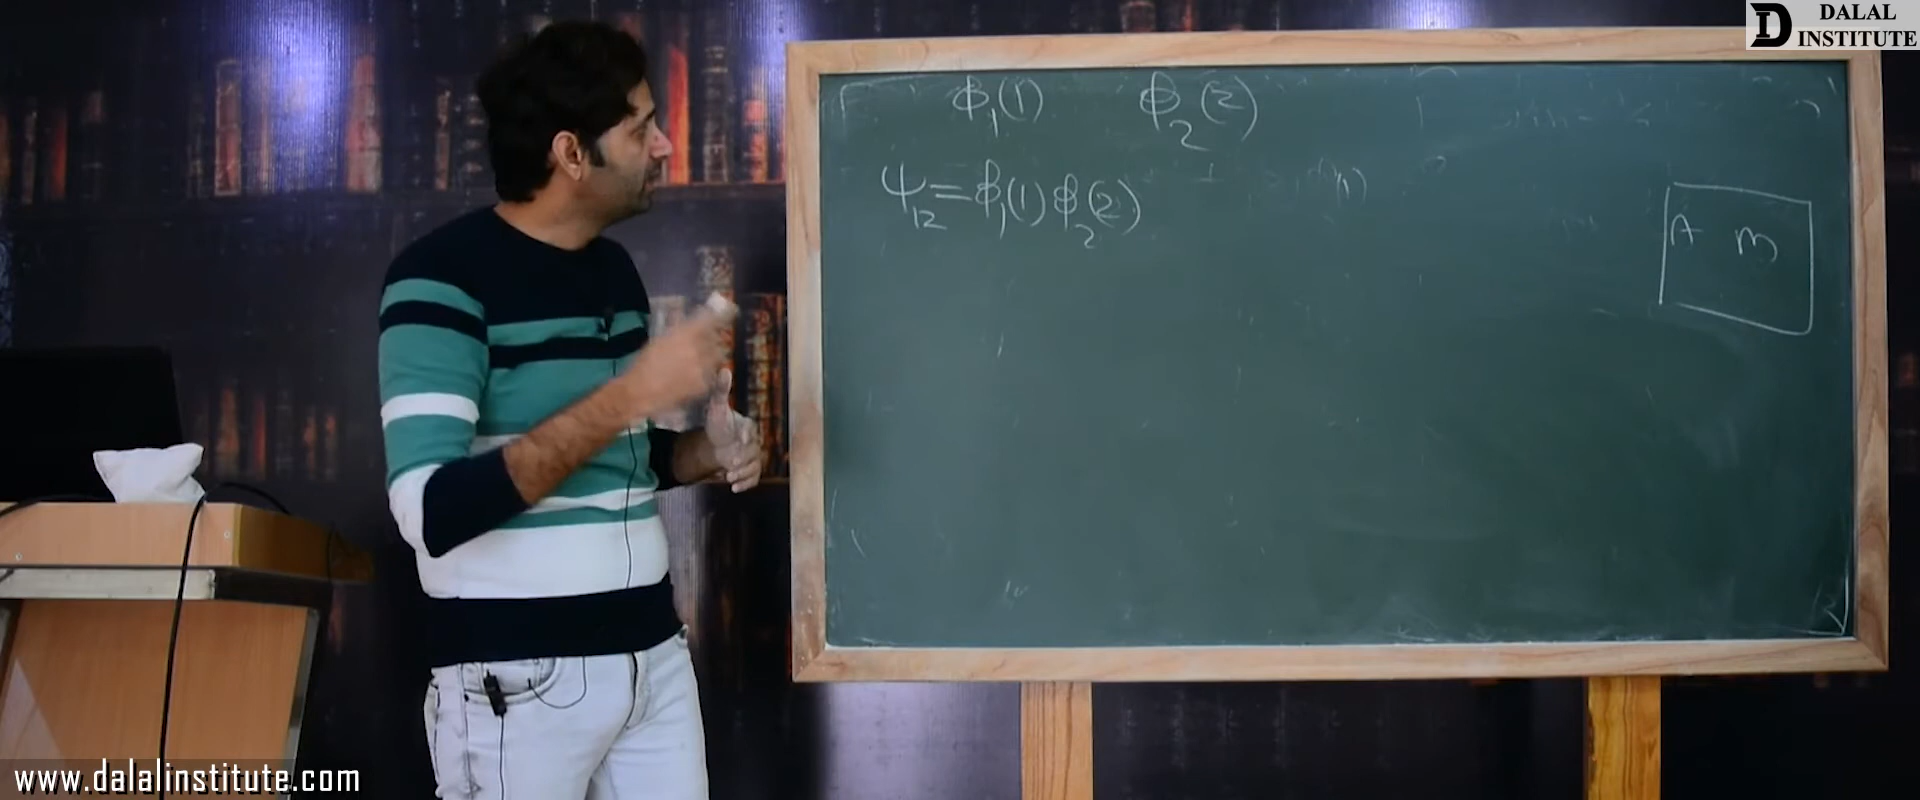 DALAL
INSTITUTE
ϕ₁(1) ϕ₂(2)
ψ₁₂=ϕ₁(1)ϕ₂(2)
A B
www.dalalinstitute.com